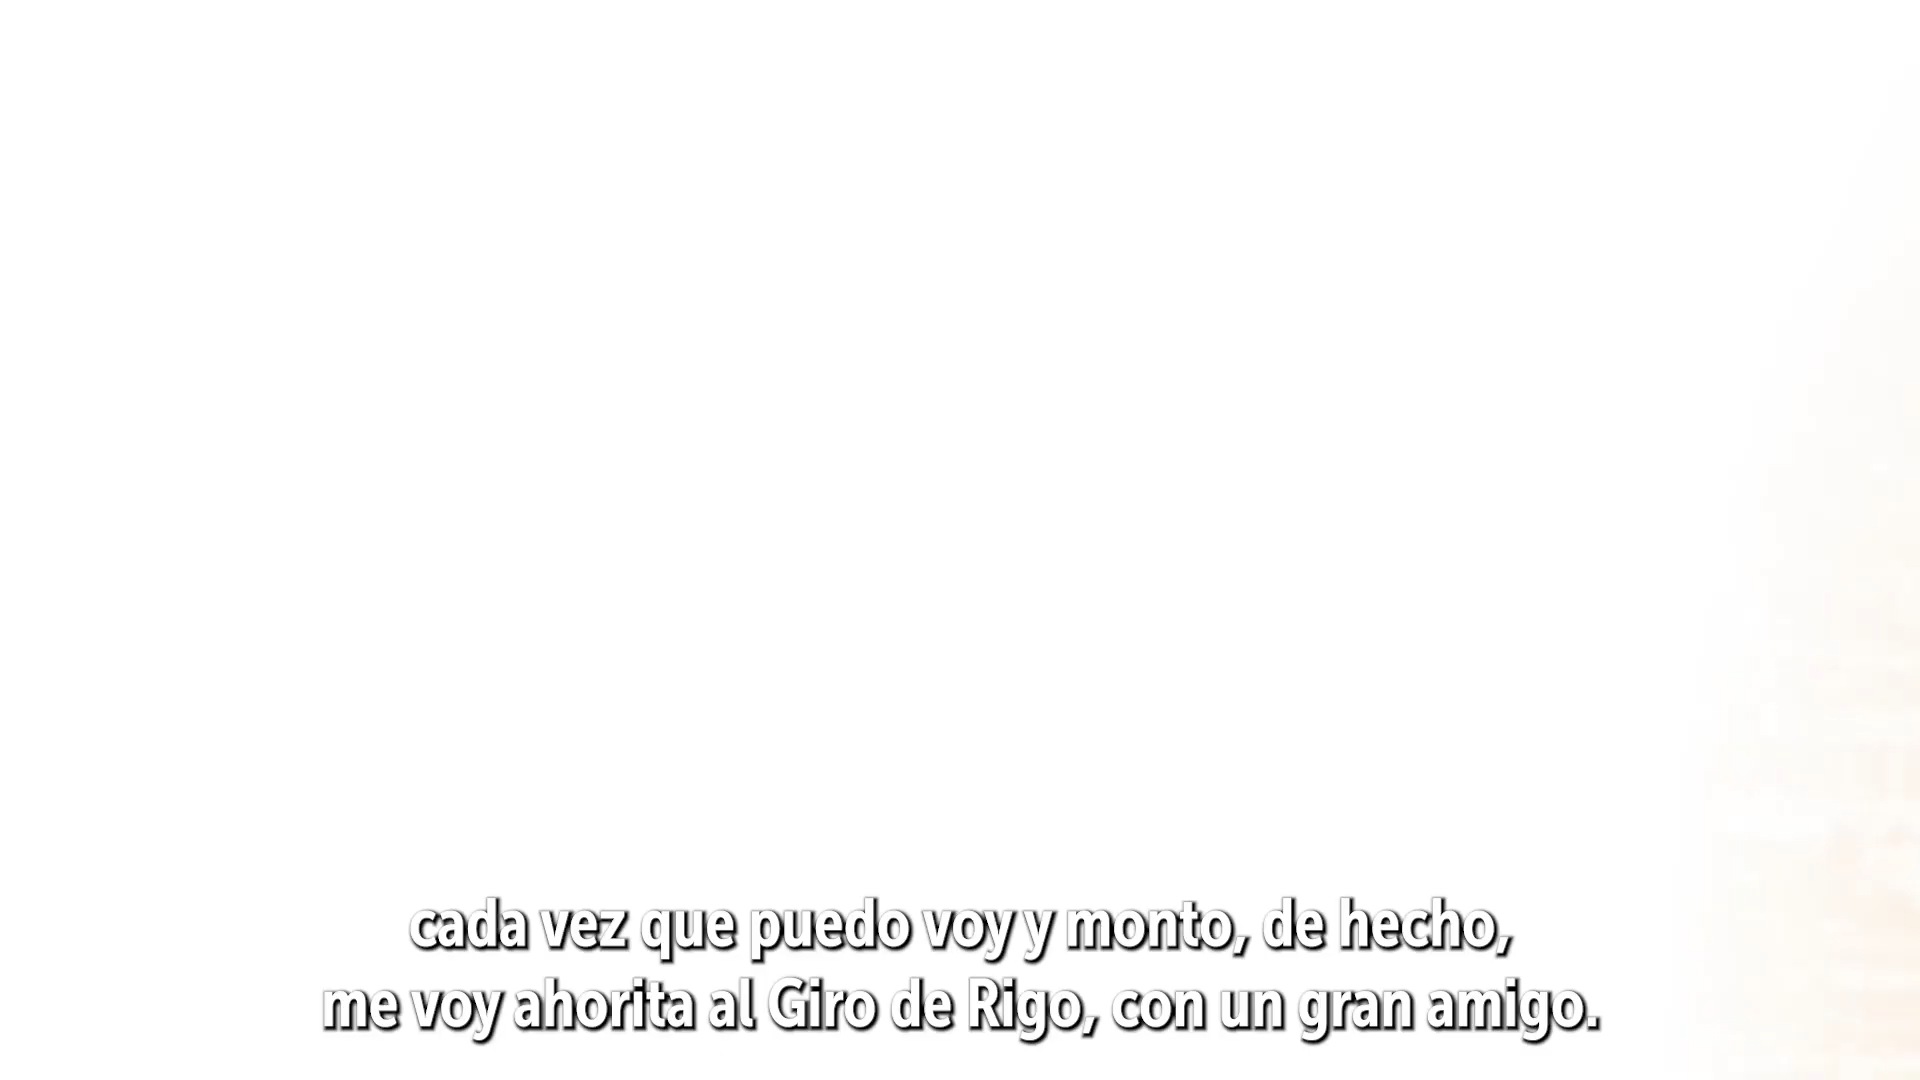 cada vez que puedo voy y monto, de hecho,
me voy ahorita al Giro de Rigo, con un gran amigo.